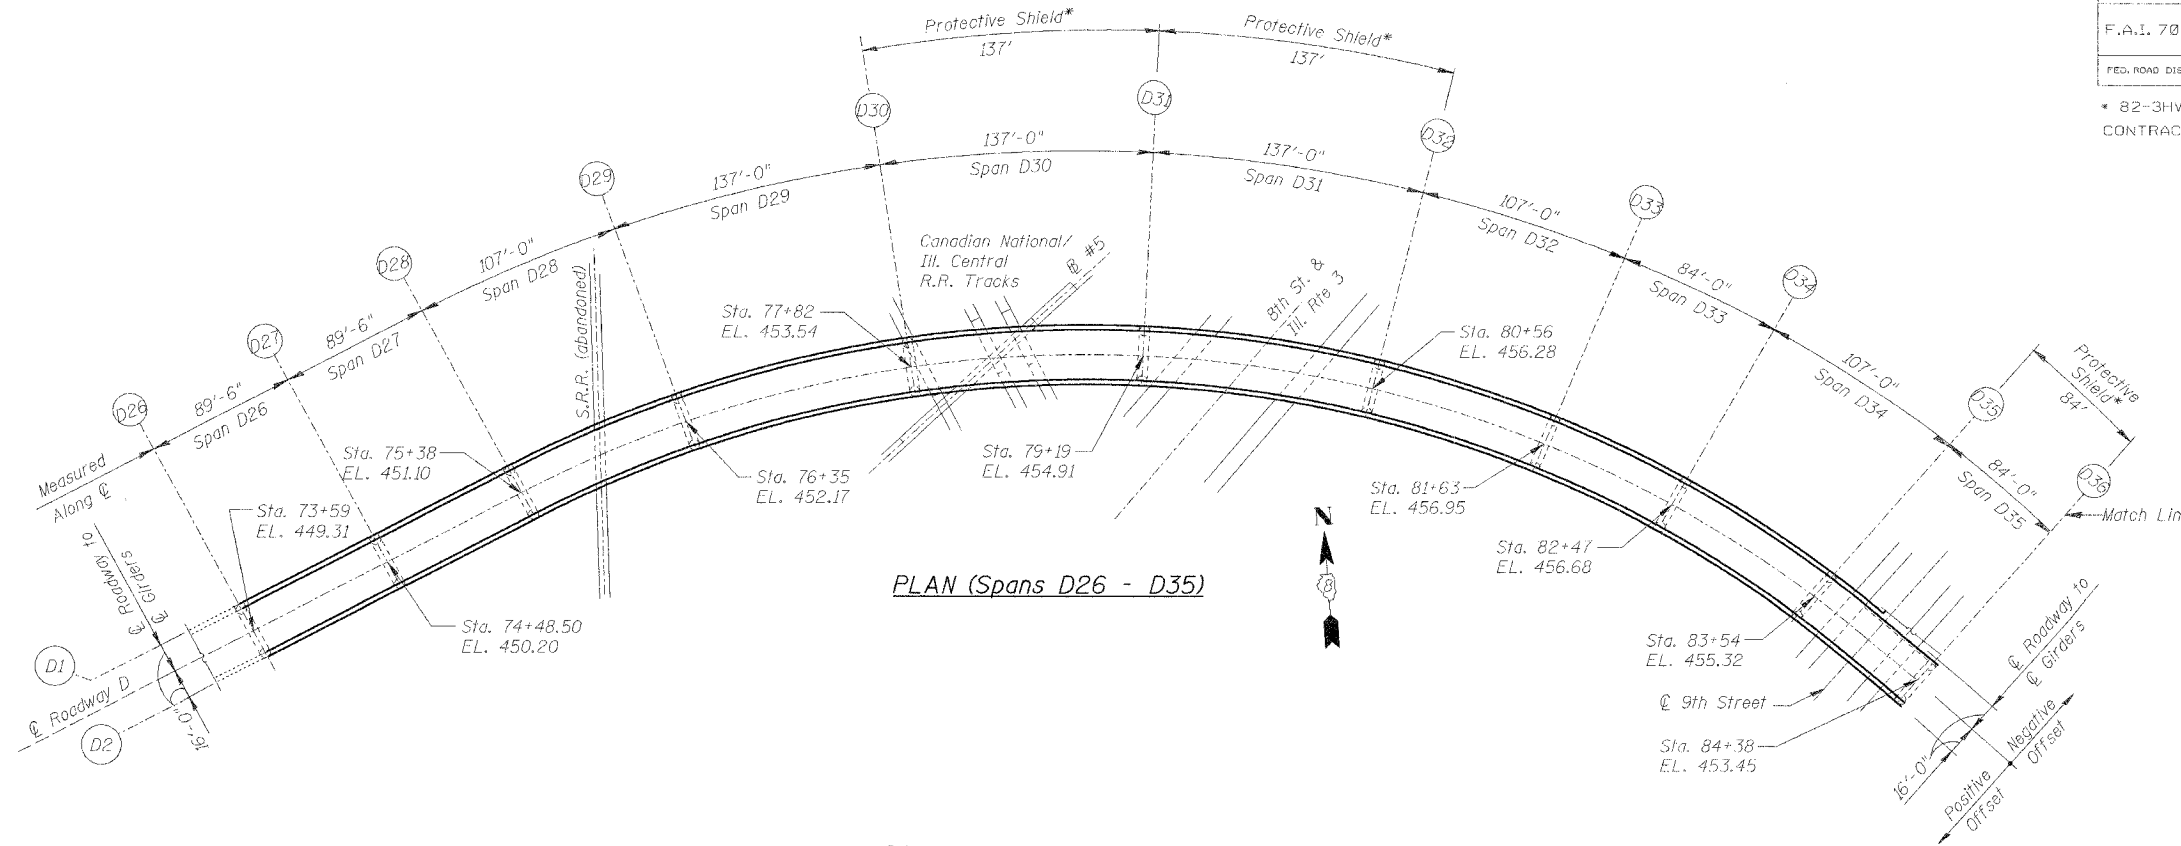 F.A.I. 70
FED. ROAD DIS
* 82-3HV
CONTRAC
Protective Shield*
137'
Protective Shield*
137'
D30
D31
D32
137'-0"
Span D30
137'-0"
Span D31
D29
137'-0"
Span D29
107'-0"
Span D32
D33
D28
107'-0"
Span D28
84'-0"
Span D33
D34
D27
89'-6"
Span D27
107'-0"
Span D34
D35
Protective
Shield*
84'
D26
89'-6"
Span D26
84'-0"
Span D35
D36
Match Lin
Measured
Along ℄
S.R.R. (abandoned)
Canadian National/
Ill. Central
R.R. Tracks
℔ #5
8th St. &
Ill. Rte 3
Sta. 77+82
EL. 453.54
Sta. 80+56
EL. 456.28
Sta. 75+38
EL. 451.10
Sta. 76+35
EL. 452.17
Sta. 79+19
EL. 454.91
Sta. 81+63
EL. 456.95
Sta. 73+59
EL. 449.31
Sta. 82+47
EL. 456.68
N
8
PLAN (Spans D26 - D35)
℄ Roadway to
℄ Girders
Sta. 74+48.50
EL. 450.20
D1
℄ Roadway D
D2
16'-0"
Sta. 83+54
EL. 455.32
℄ 9th Street
Sta. 84+38
EL. 453.45
℄ Roadway to
℄ Girders
16'-0"
Negative
Offset
Positive
Offset